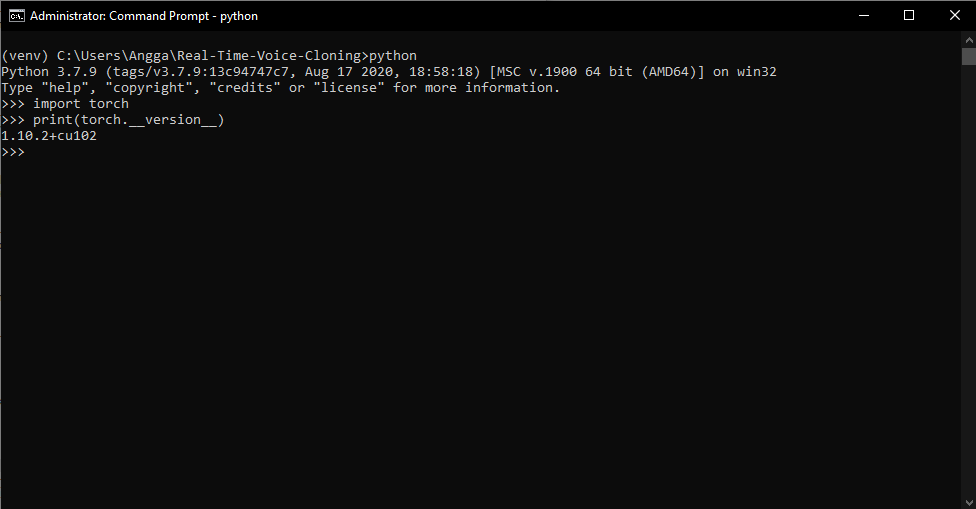 Administrator: Command Prompt - python
(venv) C:\Users\Angga\Real-Time-Voice-Cloning>python
Python 3.7.9 (tags/v3.7.9:13c94747c7, Aug 17 2020, 18:58:18) [MSC v.1900 64 bit (AMD64)] on win32
Type "help", "copyright", "credits" or "license" for more information.
>>> import torch
>>> print(torch.__version__)
1.10.2+cu102
>>>